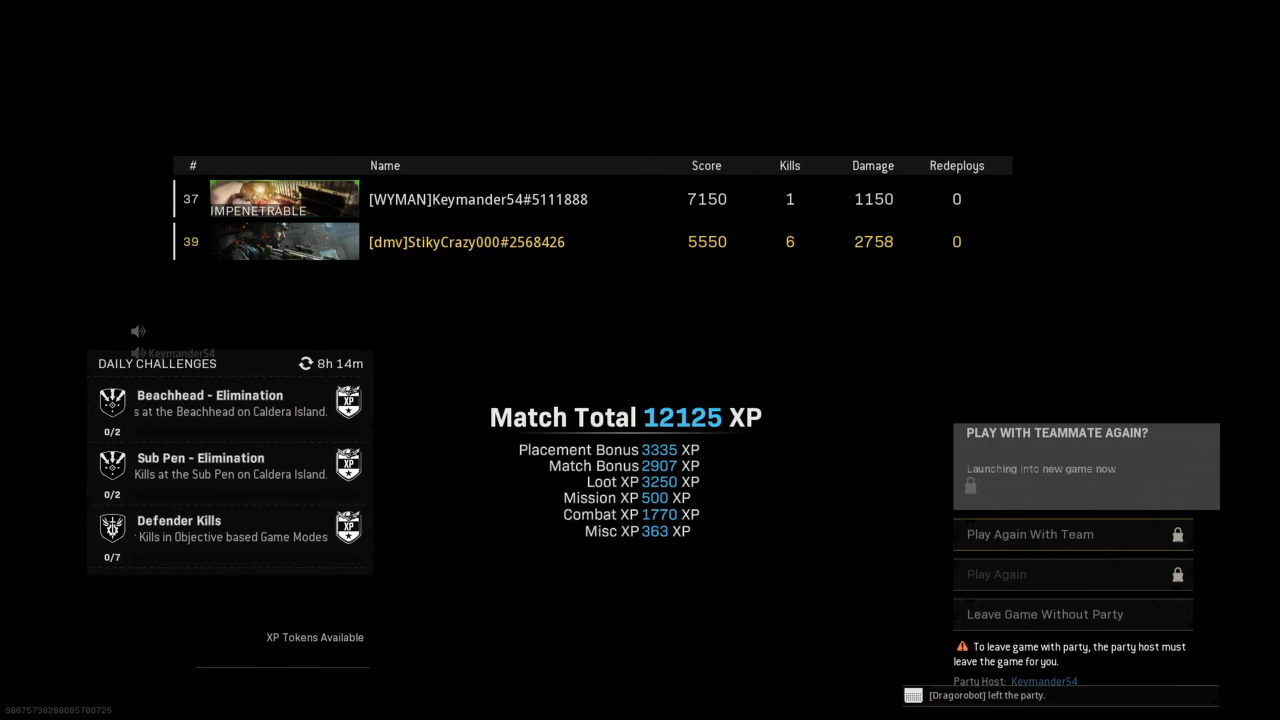 # Name Score Kills Damage Redeploys
37 IMPENETRABLE [WYMAN]Keymander54#5111888 7150 1 1150 0
39 [dmv]StikyCrazy000#2568426 5550 6 2758 0
Keymander54
DAILY CHALLENGES 8h 14m
Beachhead - Elimination
s at the Beachhead on Caldera Island.
XP
0/2
Sub Pen - Elimination
Kills at the Sub Pen on Caldera Island.
XP
0/2
Defender Kills
Kills in Objective based Game Modes
XP
0/7
XP Tokens Available
Match Total 12125 XP
Placement Bonus 3335 XP
Match Bonus 2907 XP
Loot XP 3250 XP
Mission XP 500 XP
Combat XP 1770 XP
Misc XP 363 XP
PLAY WITH TEAMMATE AGAIN?
Launching into new game now
Play Again With Team
Play Again
Leave Game Without Party
To leave game with party, the party host must
leave the game for you.
Party Host: Keymander54
[Dragorobot] left the party.
98675738288085780725